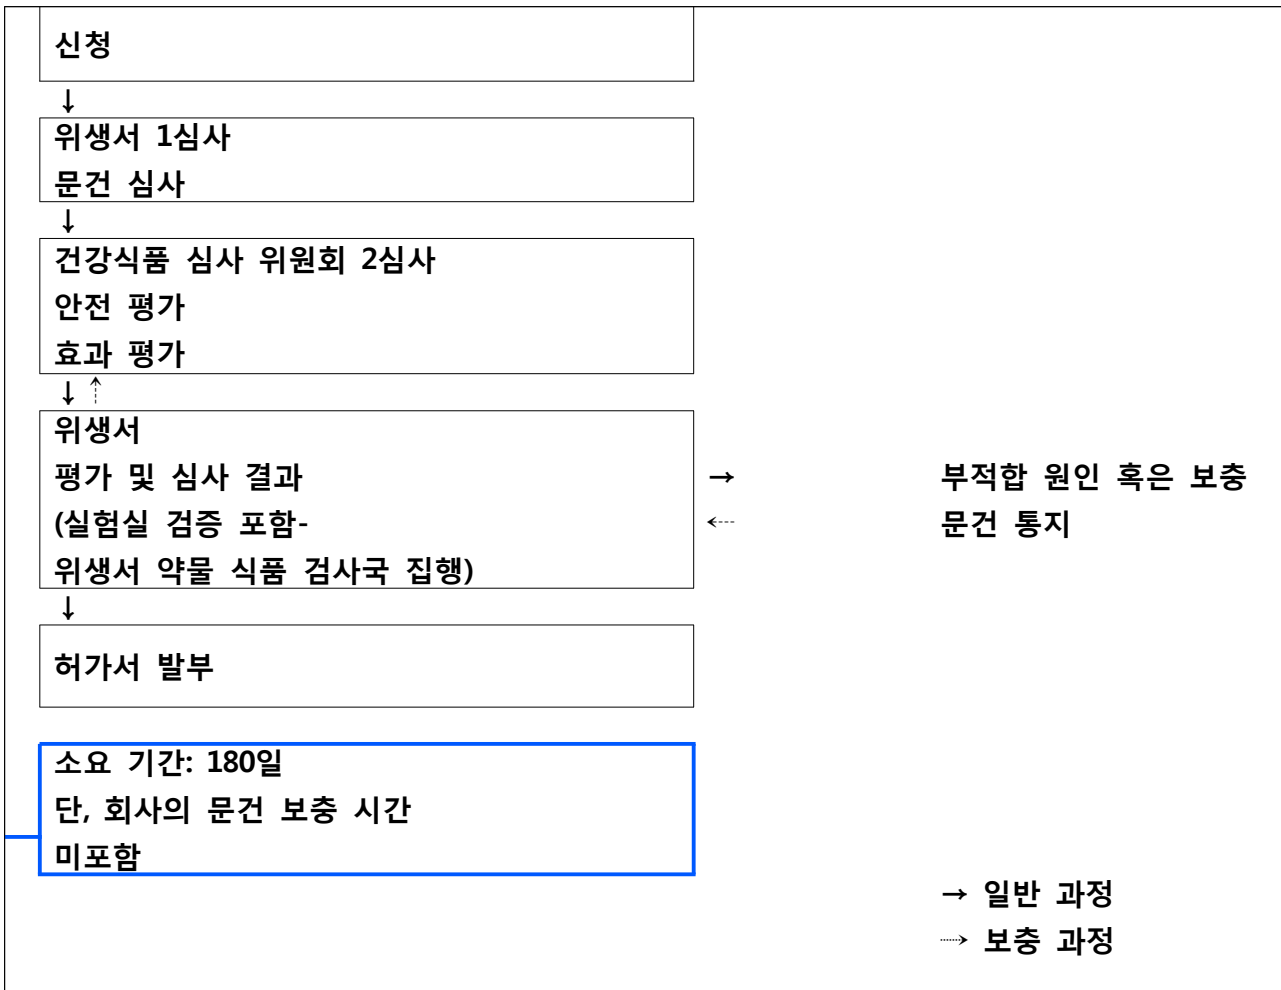 신청
↓
위생서 1심사
문건 심사
↓
건강식품 심사 위원회 2심사
안전 평가
효과 평가
↓ ⇡
위생서
평가 및 심사 결과 → 부적합 원인 혹은 보충
(실험실 검증 포함- ⇠ 문건 통지
위생서 약물 식품 검사국 집행)
↓
허가서 발부
소요 기간: 180일
단, 회사의 문건 보충 시간
미포함
→ 일반 과정
⇢ 보충 과정